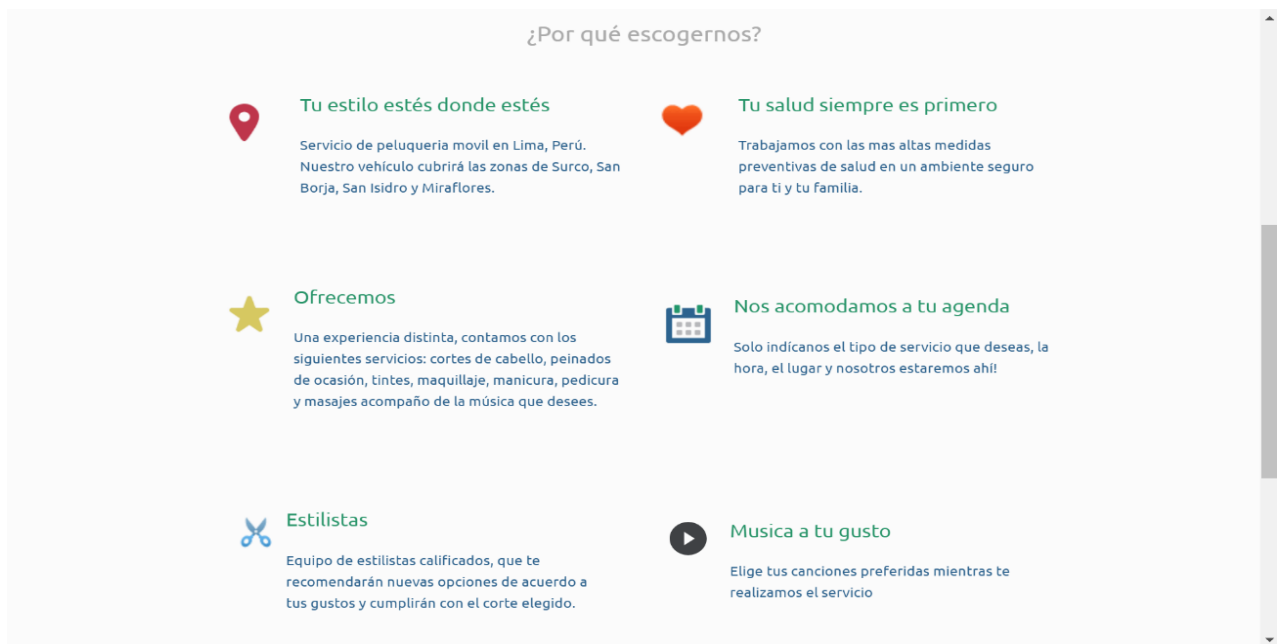 ¿Por qué escogernos?
Tu estilo estés donde estés
Servicio de peluqueria movil en Lima, Perú.
Nuestro vehículo cubrirá las zonas de Surco, San
Borja, San Isidro y Miraflores.
Tu salud siempre es primero
Trabajamos con las mas altas medidas
preventivas de salud en un ambiente seguro
para ti y tu familia.
Ofrecemos
Una experiencia distinta, contamos con los
siguientes servicios: cortes de cabello, peinados
de ocasión, tintes, maquillaje, manicura, pedicura
y masajes acompaño de la música que desees.
Nos acomodamos a tu agenda
Solo indícanos el tipo de servicio que deseas, la
hora, el lugar y nosotros estaremos ahí!
Estilistas
Equipo de estilistas calificados, que te
recomendarán nuevas opciones de acuerdo a
tus gustos y cumplirán con el corte elegido.
Musica a tu gusto
Elige tus canciones preferidas mientras te
realizamos el servicio